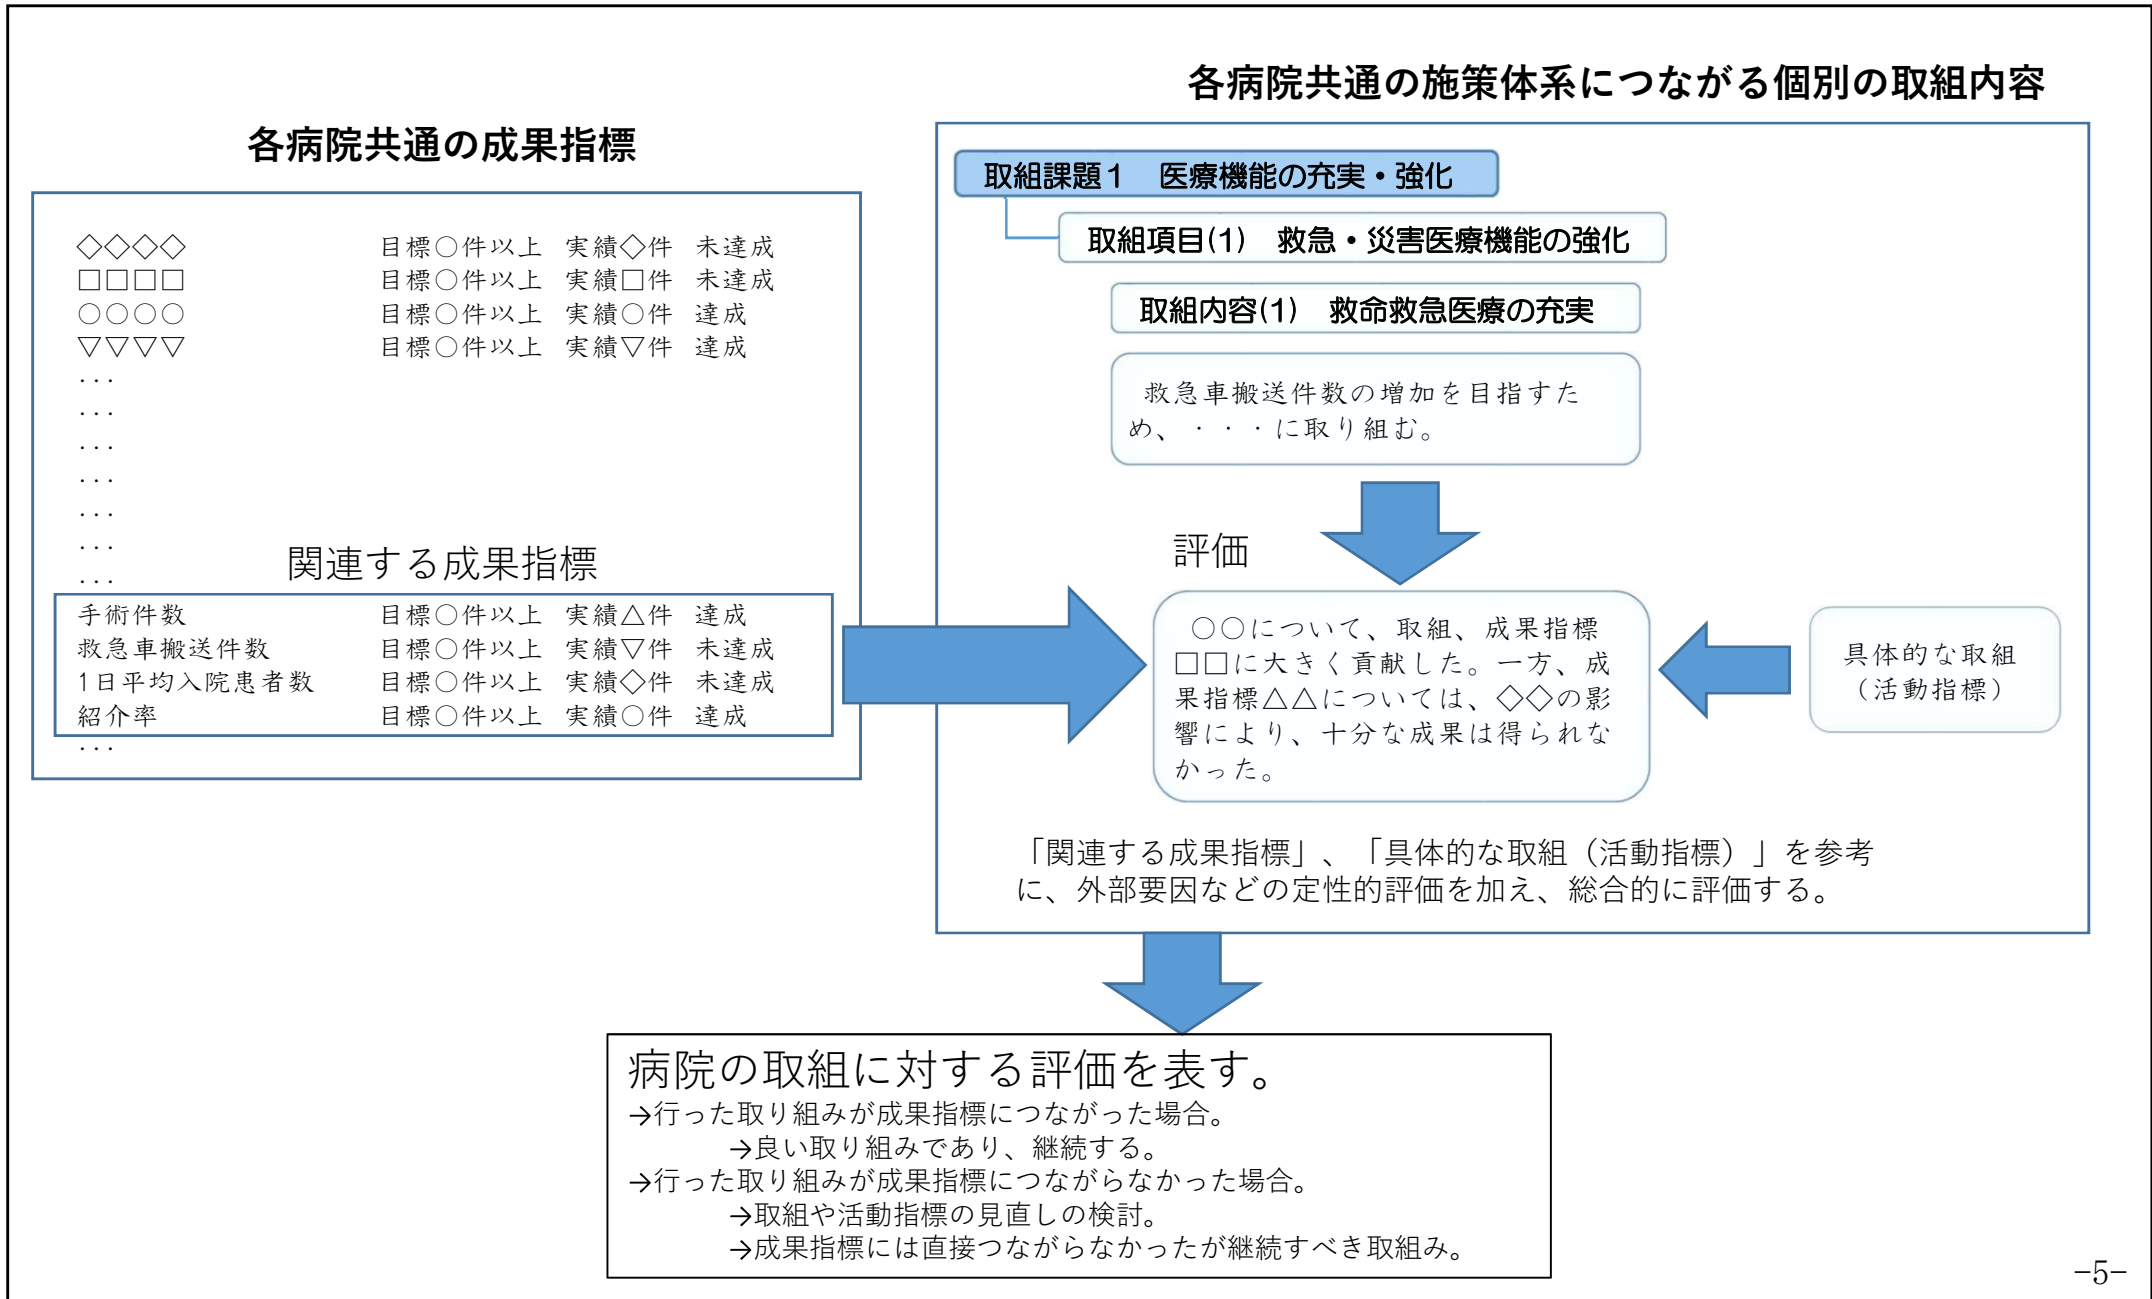 各病院共通の成果指標
◇◇◇◇ 目標○件以上 実績◇件 未達成
□□□□ 目標○件以上 実績□件 未達成
○○○○ 目標○件以上 実績○件 達成
▽▽▽▽ 目標○件以上 実績▽件 達成
...
...
...
...
...
...
...
関連する成果指標
手術件数 目標○件以上 実績△件 達成
救急車搬送件数 目標○件以上 実績▽件 未達成
1日平均入院患者数 目標○件以上 実績◇件 未達成
紹介率 目標○件以上 実績○件 達成
...
各病院共通の施策体系につながる個別の取組内容
取組課題1 医療機能の充実・強化
取組項目(1) 救急・災害医療機能の強化
取組内容(1) 救命救急医療の充実
救急車搬送件数の増加を目指すた
め、・・・に取り組む。
評価
○○について、取組、成果指標
□□に大きく貢献した。一方、成
果指標△△については、◇◇の影
響により、十分な成果は得られな
かった。
具体的な取組
（活動指標）
「関連する成果指標」、「具体的な取組（活動指標）」を参考
に、外部要因などの定性的評価を加え、総合的に評価する。
病院の取組に対する評価を表す。
→行った取り組みが成果指標につながった場合。
→良い取り組みであり、継続する。
→行った取り組みが成果指標につながらなかった場合。
→取組や活動指標の見直しの検討。
→成果指標には直接つながらなかったが継続すべき取組み。
-5-